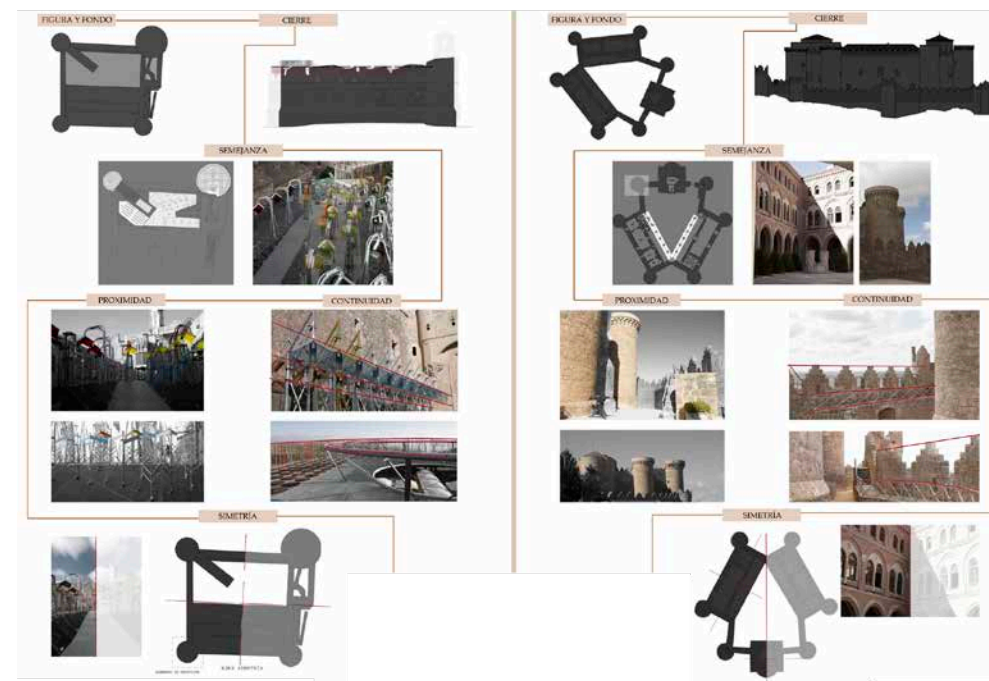 FIGURA Y FONDO
CIERRE
SEMEJANZA
PROXIMIDAD
CONTINUIDAD
SIMETRÍA
FIGURA Y FONDO
CIERRE
SEMEJANZA
PROXIMIDAD
CONTINUIDAD
SIMETRÍA